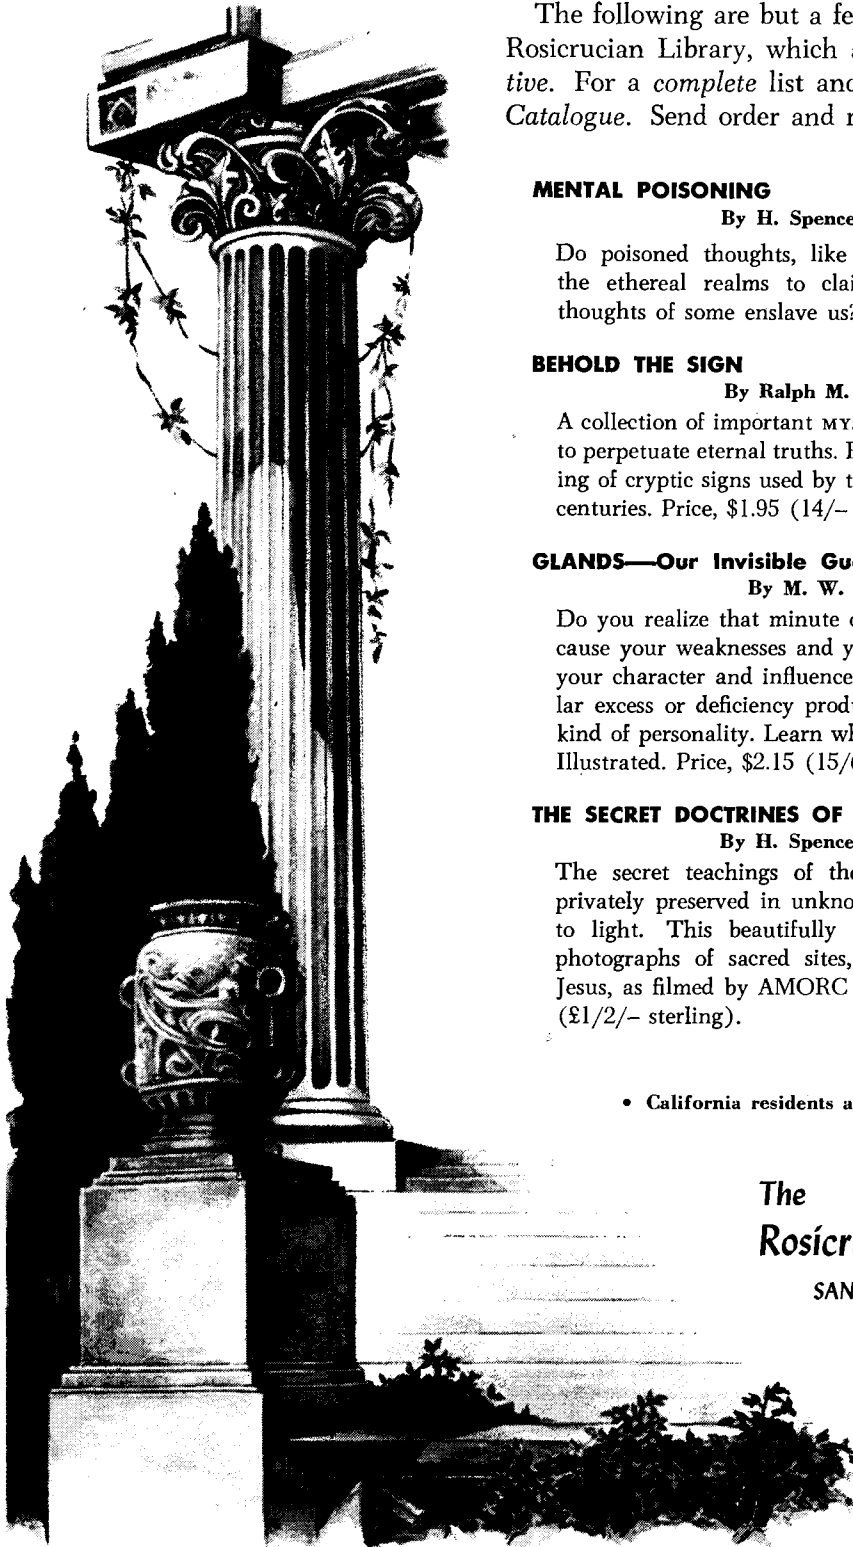 The following are but a fe
Rosicrucian Library, which a
tive. For a complete list and
Catalogue. Send order and r
MENTAL POISONING
By H. Spence
Do poisoned thoughts, like
the ethereal realms to clai
thoughts of some enslave us?
BEHOLD THE SIGN
By Ralph M.
A collection of important MY
to perpetuate eternal truths.
ing of cryptic signs used by t
centuries. Price, $1.95 (14/–
GLANDS—Our Invisible Gu
By M. W.
Do you realize that minute
cause your weaknesses and y
your character and influence
lar excess or deficiency prod
kind of personality. Learn wh
Illustrated. Price, $2.15 (15/
THE SECRET DOCTRINES OF
By H. Spence
The secret teachings of the
privately preserved in unkno
to light. This beautifully
photographs of sacred sites,
Jesus, as filmed by AMORC
(£1/2/– sterling).
• California residents a
The
Rosicr
SAN